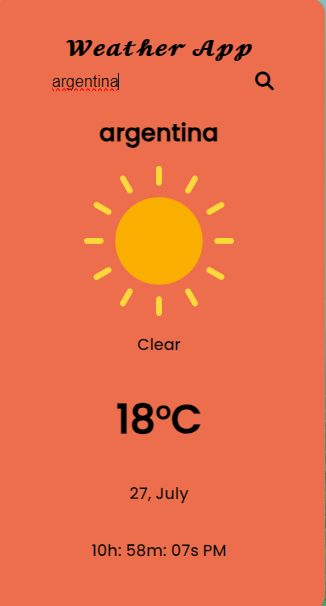 Weather App
argentina
argentina
Clear
18°C
27, July
10h: 58m: 07s PM